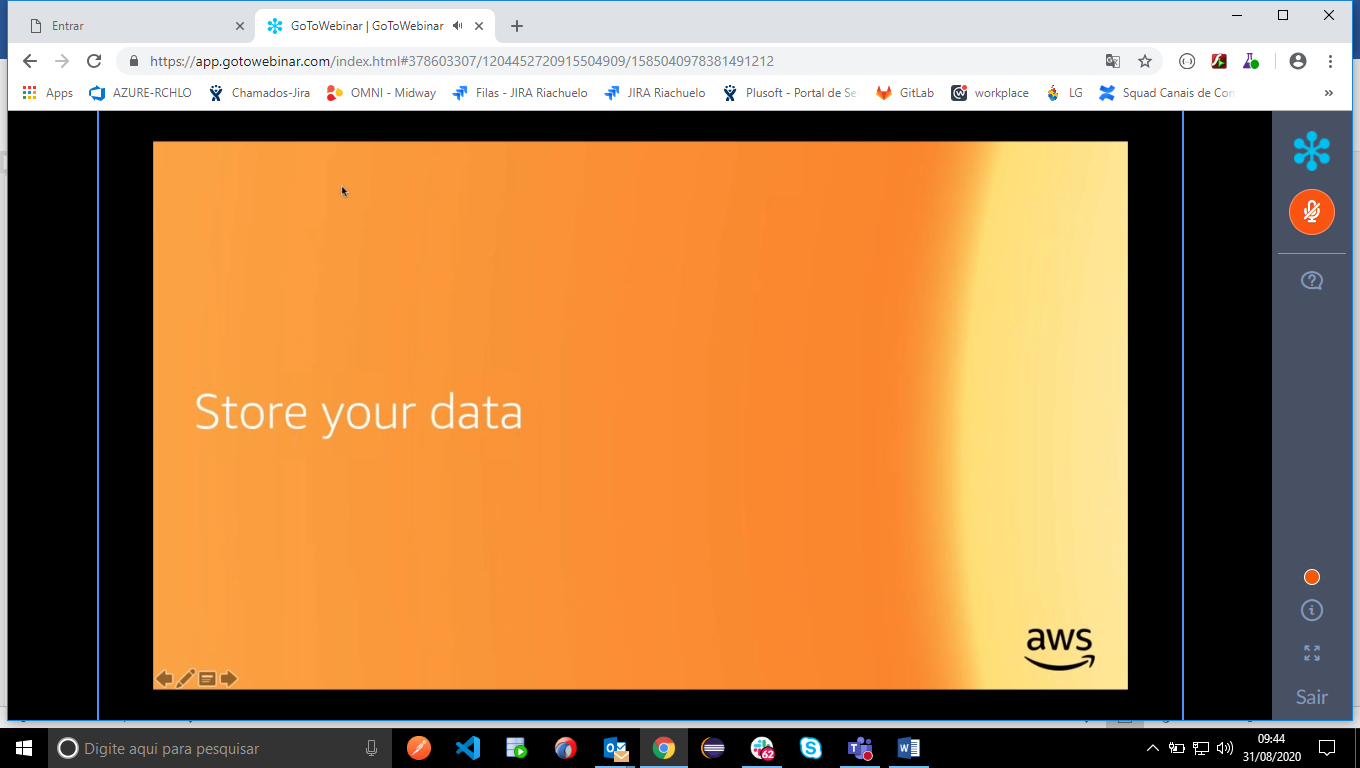 Entrar
GoToWebinar | GoToWebinar
https://app.gotowebinar.com/index.html#378603307/1204452720915504909/1585040978381491212
Apps AZURE-RCHLO Chamados-Jira OMNI - Midway Filas - JIRA Riachuelo JIRA Riachuelo Plusoft - Portal de Se GitLab workplace LG Squad Canais de Con »
Store your data
aws
Sair
Digite aqui para pesquisar
62
09:44
31/08/2020